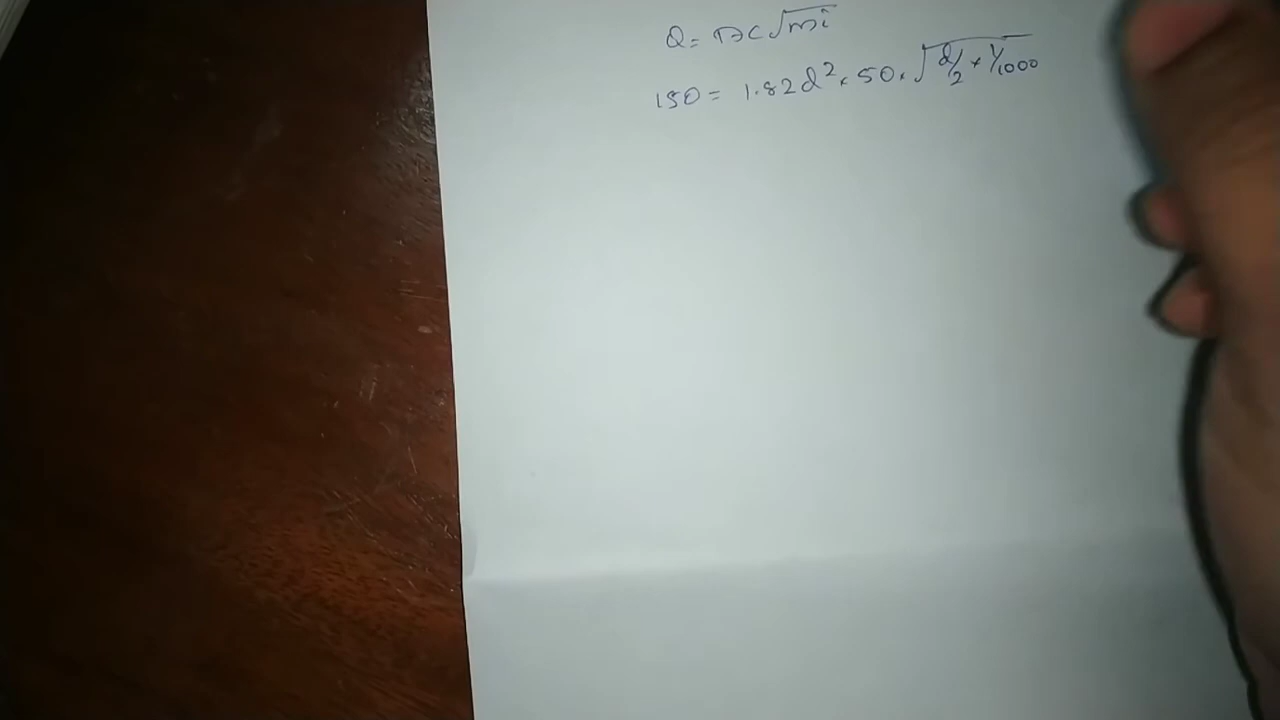 Q = AC√mi
150 = 1.82d² × 50 × √d/2 × 1/1000